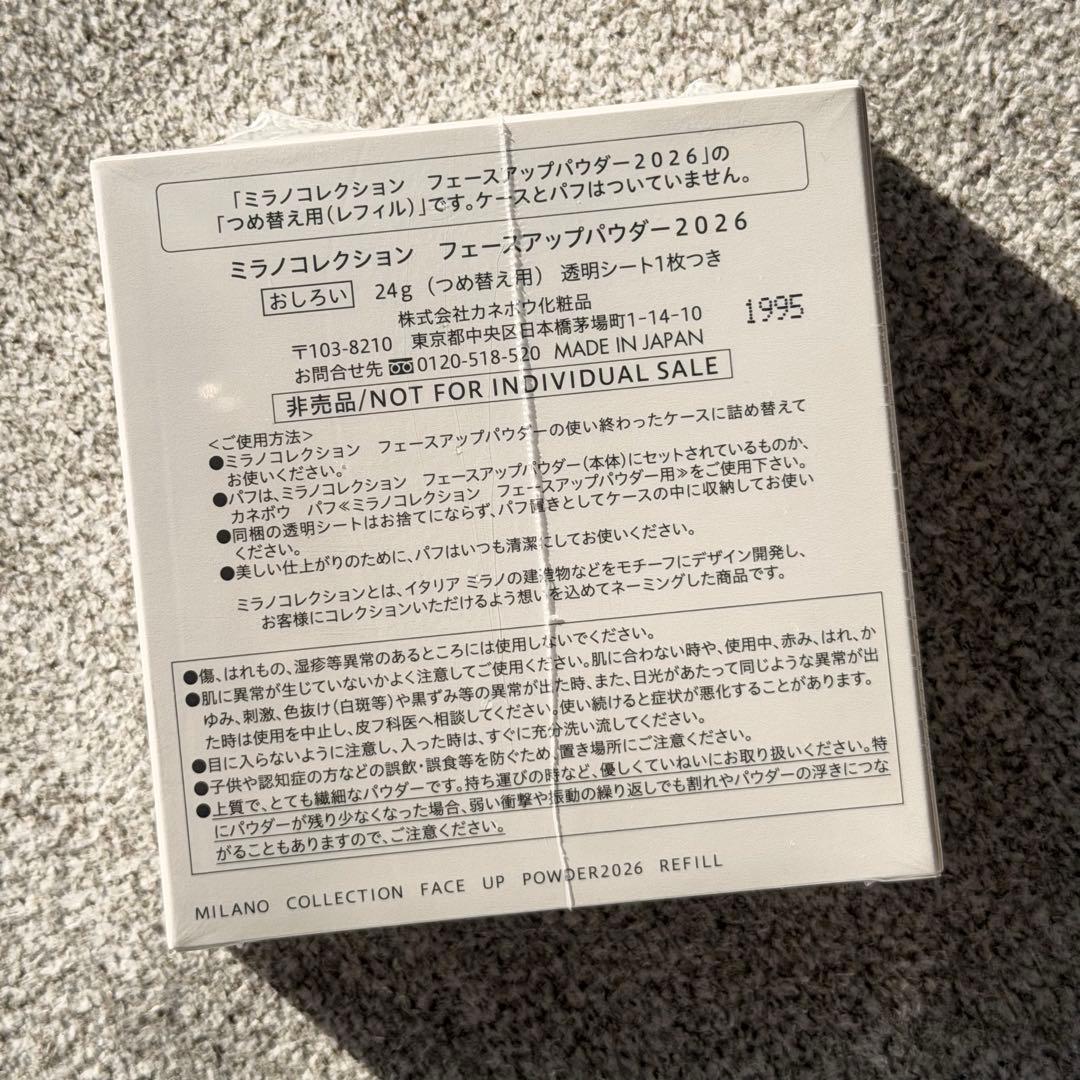 「ミラノコレクション　フェースアップパウダー2026」の
「つめ替え用(レフィル)」です。ケースとパフはついていません。
ミラノコレクション　フェースアップパウダー2026
おしろい　24g (つめ替え用)　透明シート1枚つき
株式会社カネボウ化粧品
〒103-8210　東京都中央区日本橋茅場町1-14-10
1995
お問合せ先 0120-518-520　MADE IN JAPAN
非売品/NOT FOR INDIVIDUAL SALE
<ご使用方法>
●ミラノコレクション　フェースアップパウダーの使い終わったケースに詰め替えて
お使いください。
●パフは、ミラノコレクション　フェースアップパウダー(本体)にセットされているものか、
カネボウ　パフ≪ミラノコレクション　フェースアップパウダー用≫をご使用下さい。
●同梱の透明シートはお捨てにならず、パフ置きとしてケースの中に収納してお使い
ください。
●美しい仕上がりのために、パフはいつも清潔にしてお使いください。
ミラノコレクションとは、イタリア ミラノの建造物などをモチーフにデザイン開発し、
お客様にコレクションいただけるよう想いを込めてネーミングした商品です。
●傷、はれもの、湿疹等異常のあるところには使用しないでください。
●肌に異常が生じていないかよく注意してご使用ください。肌に合わない時や、使用中、赤み、はれ、か
ゆみ、刺激、色抜け(白斑等)や黒ずみ等の異常が出た時、また、日光があたって同じような異常が出
た時は使用を中止し、皮フ科医へ相談してください。使い続けると症状が悪化することがあります。
●目に入らないように注意し、入った時は、すぐに充分洗い流してください。
●子供や認知症の方などの誤飲・誤食等を防ぐため、置き場所にご注意ください。
●上質で、とても繊細なパウダーです。持ち運びの時など、優しくていねいにお取り扱いください。特
にパウダーが残り少なくなった場合、弱い衝撃や振動の繰り返しでも割れやパウダーの浮きにつな
がることもありますので、ご注意ください。
MILANO COLLECTION FACE UP POWDER2026 REFILL